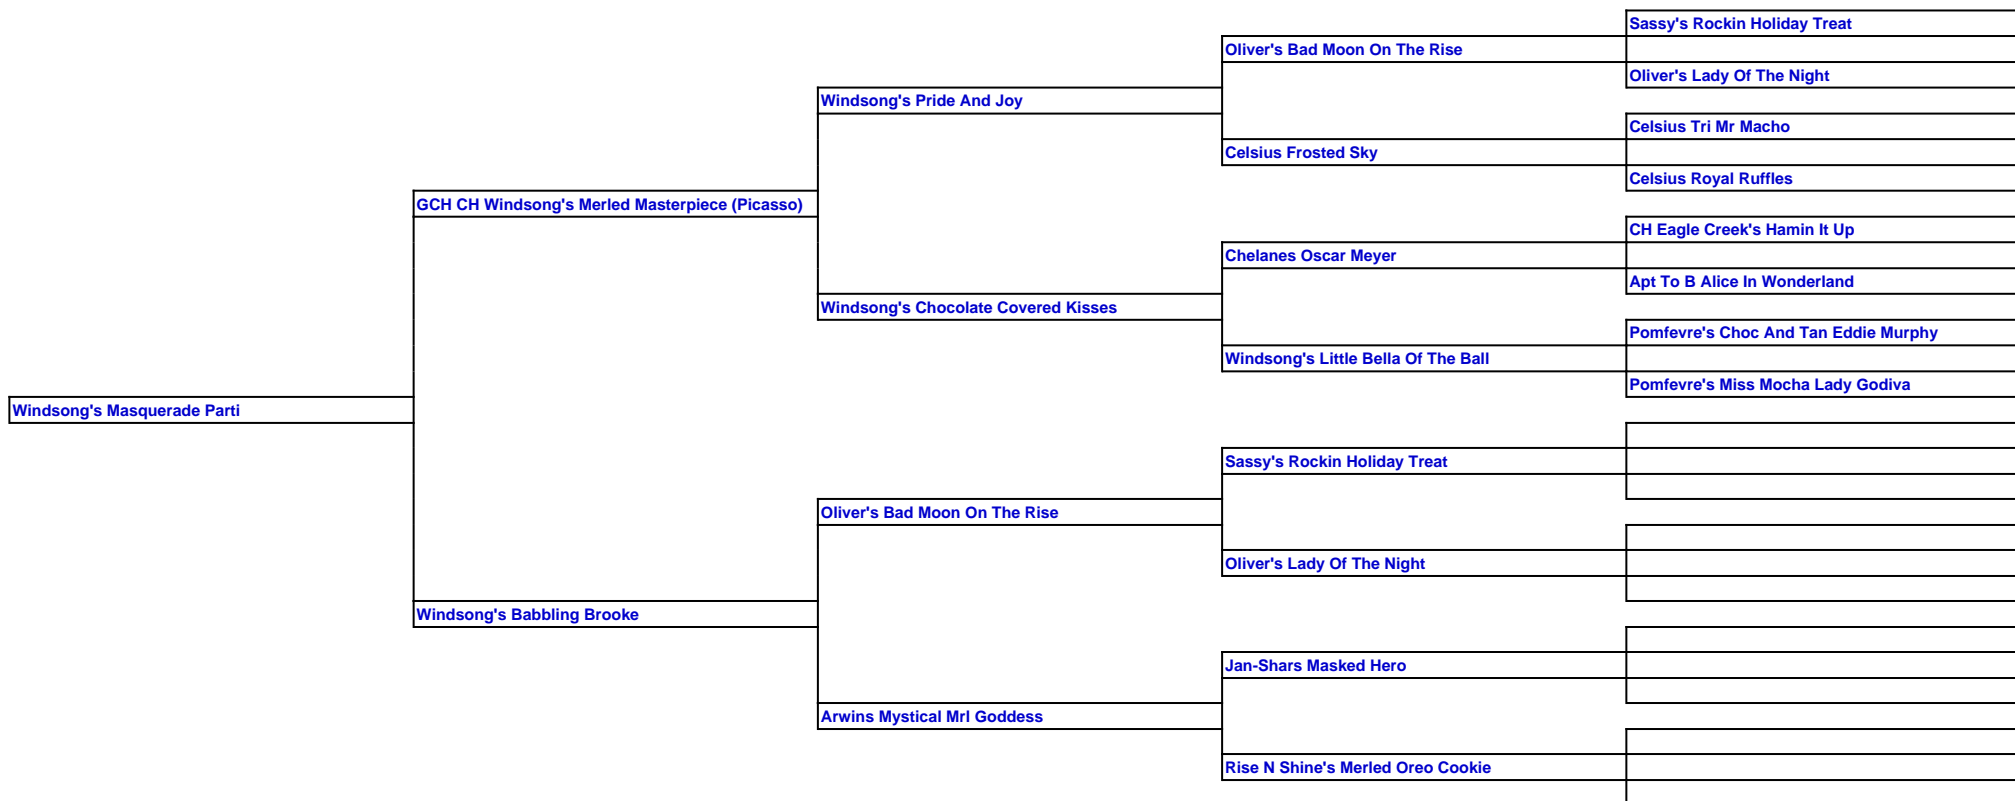 Sassy's Rockin Holiday Treat
Oliver's Bad Moon On The Rise
Oliver's Lady Of The Night
Windsong's Pride And Joy
Celsius Tri Mr Macho
Celsius Frosted Sky
Celsius Royal Ruffles
GCH CH Windsong's Merled Masterpiece (Picasso)
CH Eagle Creek's Hamin It Up
Chelanes Oscar Meyer
Apt To B Alice In Wonderland
Windsong's Chocolate Covered Kisses
Pomfevre's Choc And Tan Eddie Murphy
Windsong's Little Bella Of The Ball
Pomfevre's Miss Mocha Lady Godiva
Windsong's Masquerade Parti
Sassy's Rockin Holiday Treat
Oliver's Bad Moon On The Rise
Oliver's Lady Of The Night
Windsong's Babbling Brooke
Jan-Shars Masked Hero
Arwins Mystical Mrl Goddess
Rise N Shine's Merled Oreo Cookie